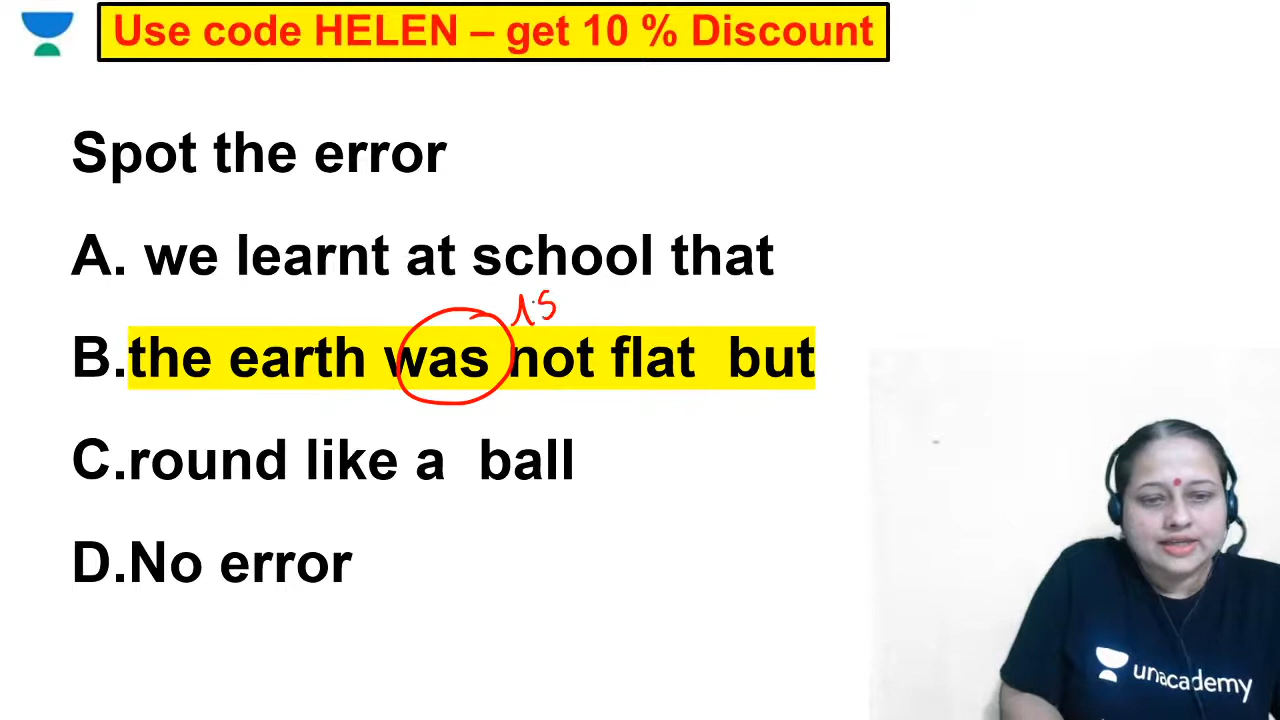 Use code HELEN – get 10 % Discount
Spot the error
A. we learnt at school that
is
B.the earth was not flat  but
C.round like a  ball
D.No error
unacademy